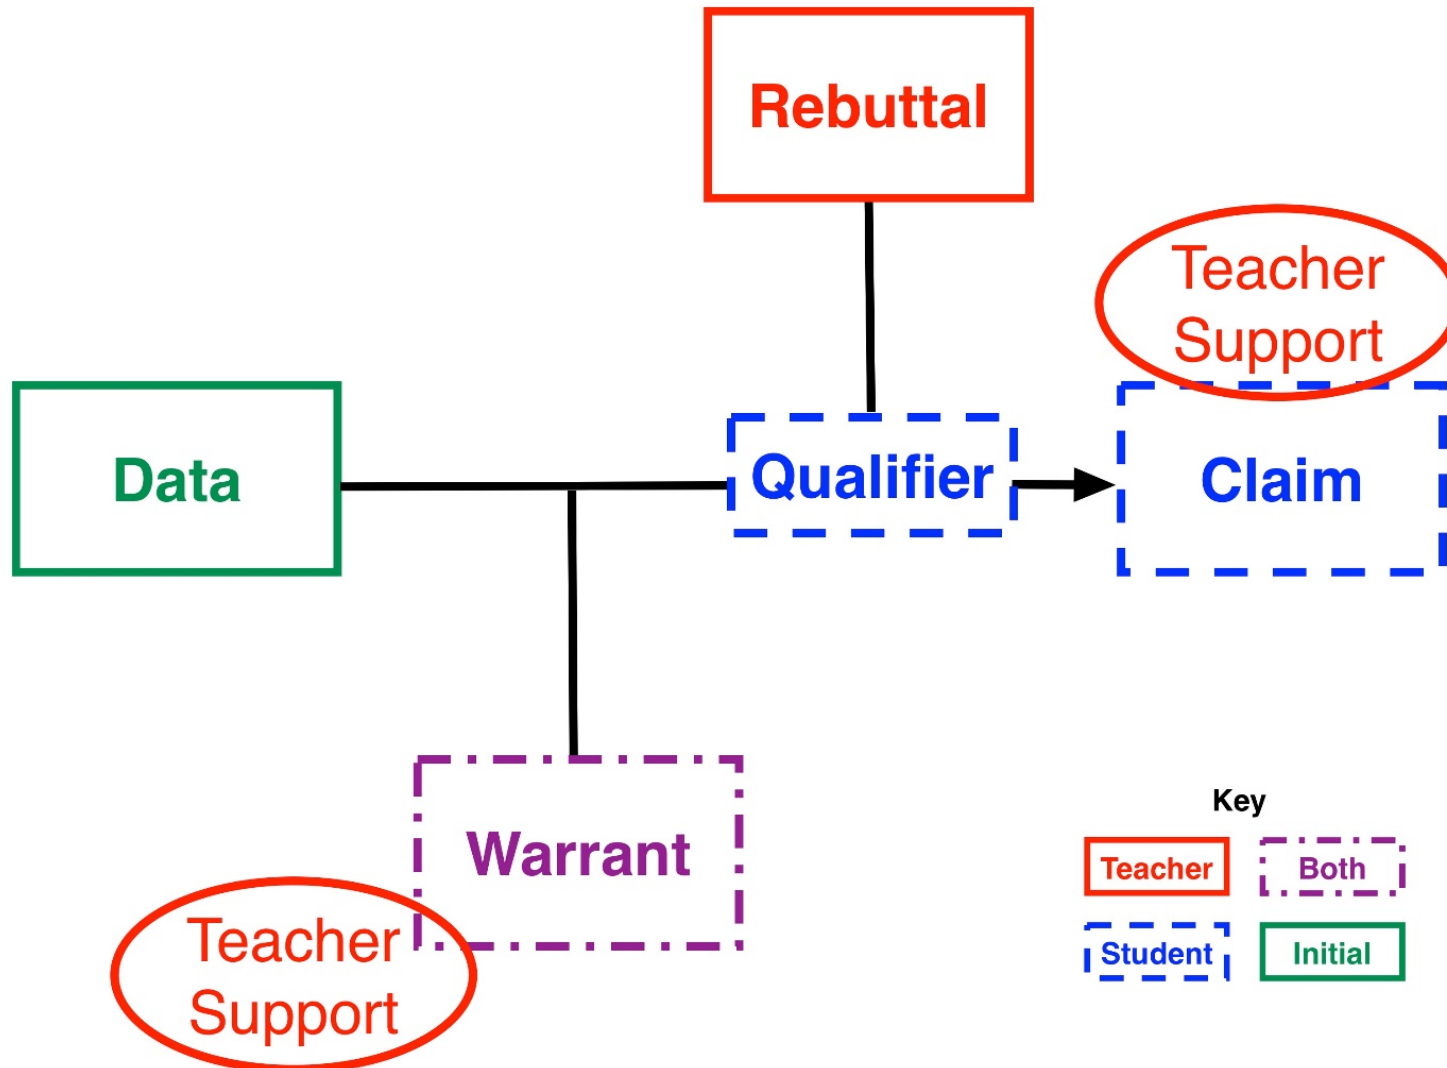 Rebuttal
Teacher
Support
Data
Qualifier
Claim
Warrant
Teacher
Support
Key
Teacher
Both
Student
Initial